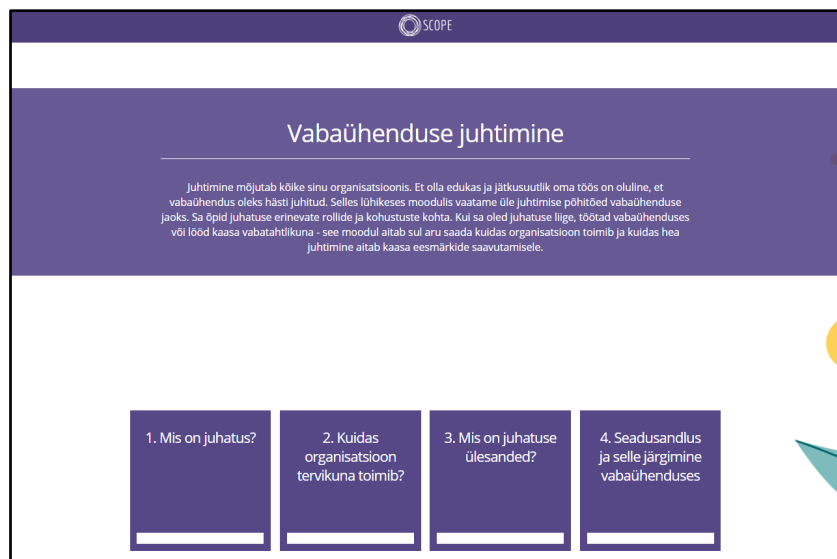 SCOPE
Vabaühenduse juhtimine
Juhtimine mõjutab kõike sinu organisatsioonis. Et olla edukas ja jätkusuutlik oma töös on oluline, et
vabaühendus oleks hästi juhitud. Selles lühikeses moodulis vaatame üle juhtimise põhitõed vabaühenduse
jaoks. Sa õpid juhatuse erinevate rollide ja kohustuste kohta. Kui sa oled juhatuse liige, töötad vabaühenduses
või lööd kaasa vabatahtlikuna - see moodul aitab sul aru saada kuidas organisatsioon toimib ja kuidas hea
juhtimine aitab kaasa eesmärkide saavutamisele.
1. Mis on juhatus?
2. Kuidas
organisatsioon
tervikuna toimib?
3. Mis on juhatuse
ülesanded?
4. Seadusandlus
ja selle järgimine
vabaühenduses